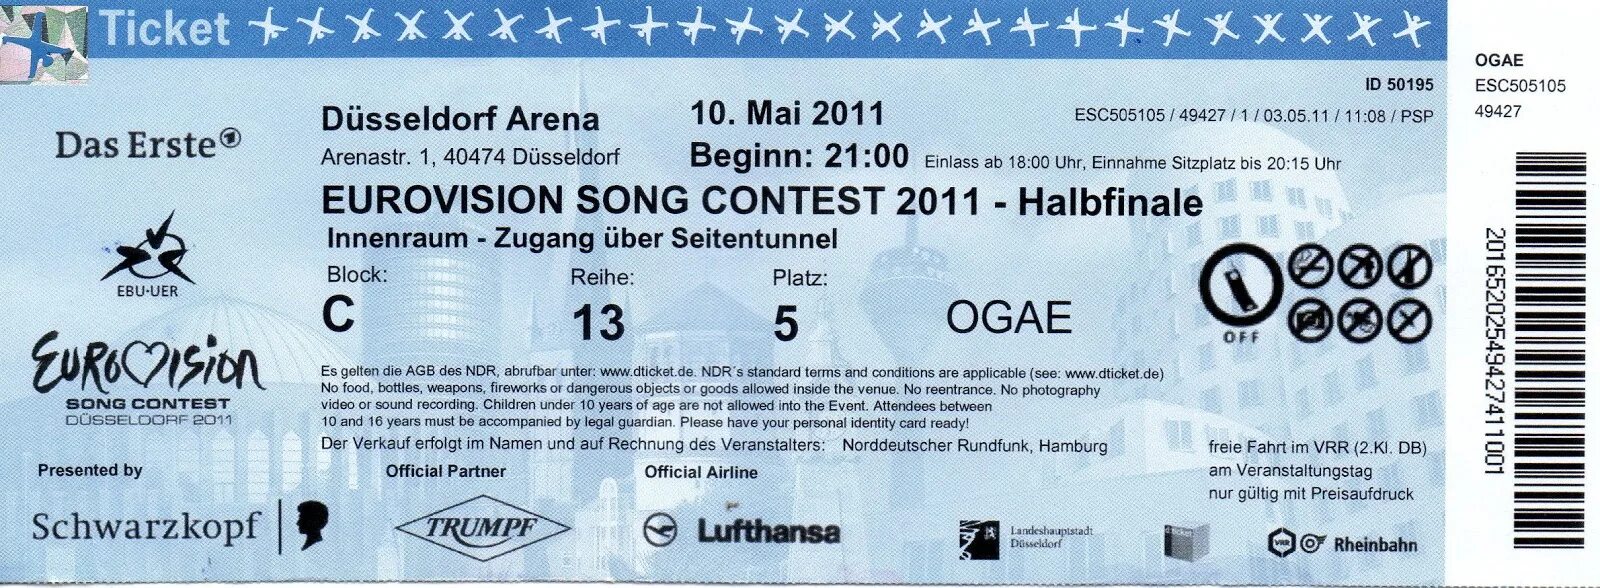 Ticket
OGAE
ESC505105
49427
ID 50195
ESC505105 / 49427 / 1 / 03.05.11 / 11:08 / PSP
Das Erste
Düsseldorf Arena
10. Mai 2011
Arenastr. 1, 40474 Düsseldorf
Beginn: 21:00 Einlass ab 18:00 Uhr, Einnahme Sitzplatz bis 20:15 Uhr
EUROVISION SONG CONTEST 2011 - Halbfinale
Innenraum - Zugang über Seitentunnel
EBU·UER
Block:
Reihe:
Platz:
C
13
5
OGAE
OFF
EUROVISION
SONG CONTEST
DÜSSELDORF 2011
Es gelten die AGB des NDR, abrufbar unter: www.dticket.de. NDR´s standard terms and conditions are applicable (see: www.dticket.de)
No food, bottles, weapons, fireworks or dangerous objects or goods allowed inside the venue. No reentrance. No photography
video or sound recording. Children under 10 years of age are not allowed into the Event. Attendees between
10 and 16 years must be accompanied by legal guardian. Please have your personal identity card ready!
Der Verkauf erfolgt im Namen und auf Rechnung des Veranstalters: Norddeutscher Rundfunk, Hamburg
freie Fahrt im VRR (2.Kl. DB)
am Veranstaltungstag
nur gültig mit Preisaufdruck
Presented by
Official Partner
Official Airline
Schwarzkopf
TRUMPF
Lufthansa
Landeshauptstadt
Düsseldorf
VRR
Rheinbahn
20165202549427411001